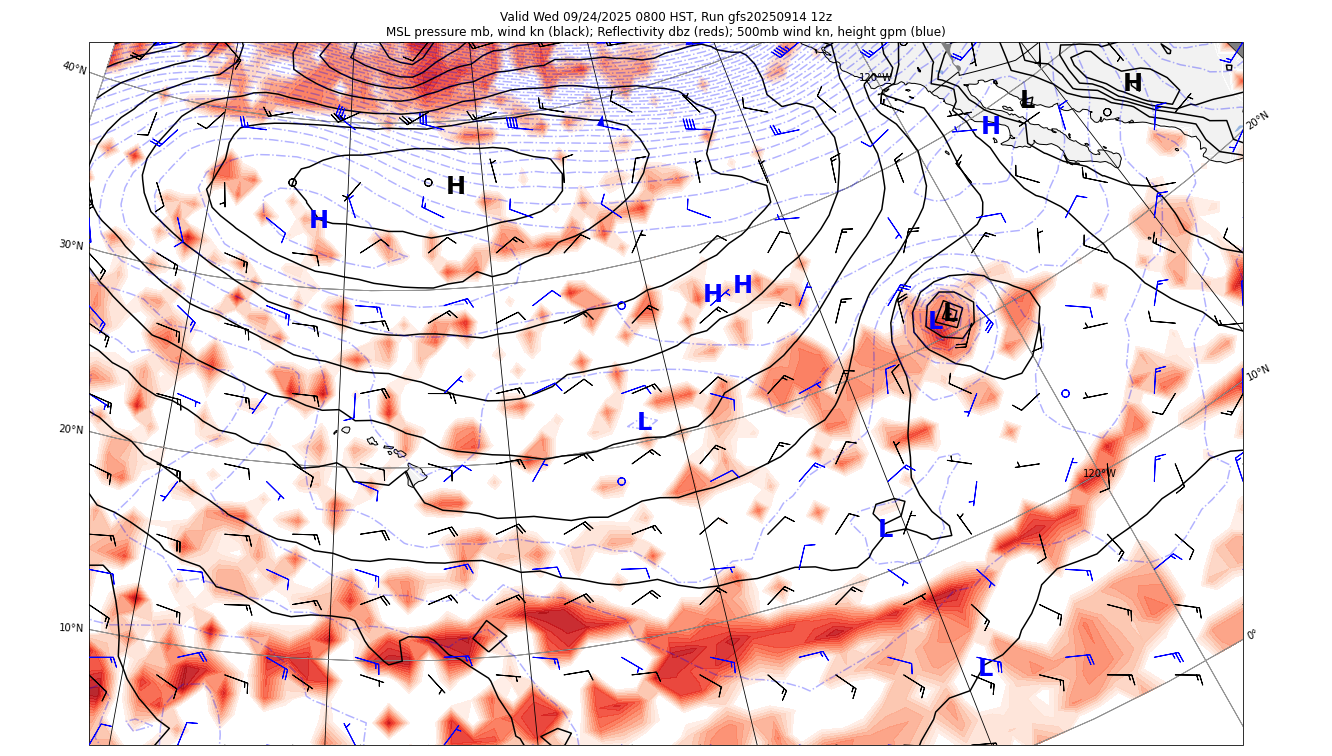 Valid Wed 09/24/2025 0800 HST, Run gfs20250914 12z
MSL pressure mb, wind kn (black); Reflectivity dbz (reds); 500mb wind kn, height gpm (blue)
40°N
120°W
H
L
H
20°N
H
H
30°N
H
H
L
L
10°N
20°N
L
120°W
L
10°N
0°
L